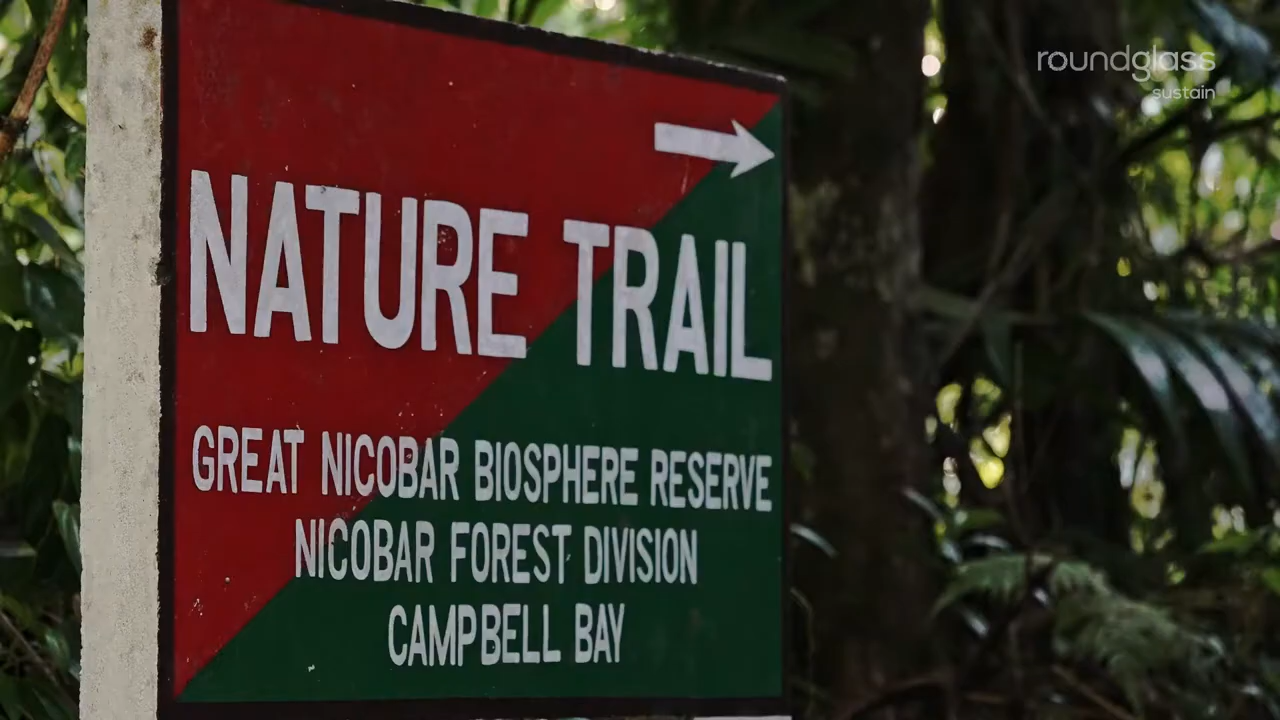 roundglass
sustain
NATURE TRAIL
GREAT NICOBAR BIOSPHERE RESERVE
NICOBAR FOREST DIVISION
CAMPBELL BAY